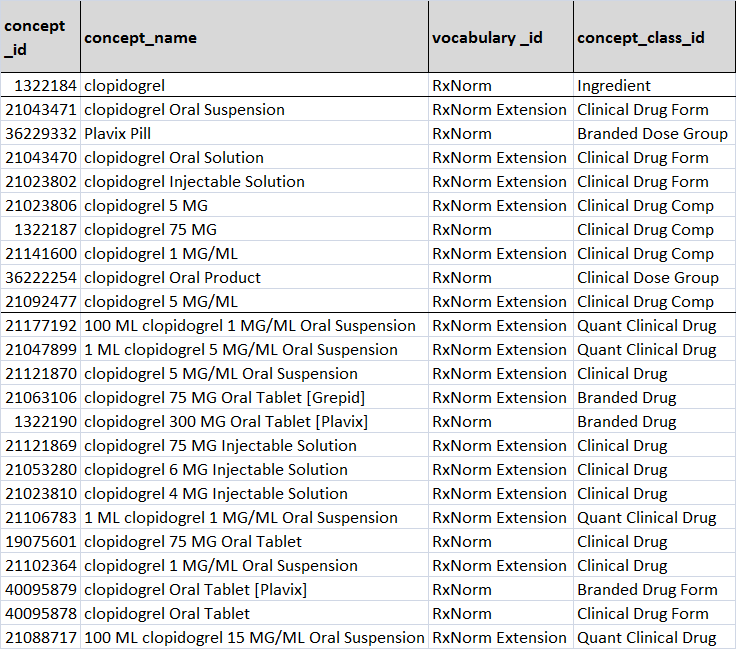 concept _id concept_name vocabulary _id concept_class_id
1322184 clopidogrel RxNorm Ingredient
21043471 clopidogrel Oral Suspension RxNorm Extension Clinical Drug Form
36229332 Plavix Pill RxNorm Branded Dose Group
21043470 clopidogrel Oral Solution RxNorm Extension Clinical Drug Form
21023802 clopidogrel Injectable Solution RxNorm Extension Clinical Drug Form
21023806 clopidogrel 5 MG RxNorm Extension Clinical Drug Comp
1322187 clopidogrel 75 MG RxNorm Clinical Drug Comp
21141600 clopidogrel 1 MG/ML RxNorm Extension Clinical Drug Comp
36222254 clopidogrel Oral Product RxNorm Clinical Dose Group
21092477 clopidogrel 5 MG/ML RxNorm Extension Clinical Drug Comp
21177192 100 ML clopidogrel 1 MG/ML Oral Suspension RxNorm Extension Quant Clinical Drug
21047899 1 ML clopidogrel 5 MG/ML Oral Suspension RxNorm Extension Quant Clinical Drug
21121870 clopidogrel 5 MG/ML Oral Suspension RxNorm Extension Clinical Drug
21063106 clopidogrel 75 MG Oral Tablet [Grepid] RxNorm Extension Branded Drug
1322190 clopidogrel 300 MG Oral Tablet [Plavix] RxNorm Branded Drug
21121869 clopidogrel 75 MG Injectable Solution RxNorm Extension Clinical Drug
21053280 clopidogrel 6 MG Injectable Solution RxNorm Extension Clinical Drug
21023810 clopidogrel 4 MG Injectable Solution RxNorm Extension Clinical Drug
21106783 1 ML clopidogrel 1 MG/ML Oral Suspension RxNorm Extension Quant Clinical Drug
19075601 clopidogrel 75 MG Oral Tablet RxNorm Clinical Drug
21102364 clopidogrel 1 MG/ML Oral Suspension RxNorm Extension Clinical Drug
40095879 clopidogrel Oral Tablet [Plavix] RxNorm Branded Drug Form
40095878 clopidogrel Oral Tablet RxNorm Clinical Drug Form
21088717 100 ML clopidogrel 15 MG/ML Oral Suspension RxNorm Extension Quant Clinical Drug